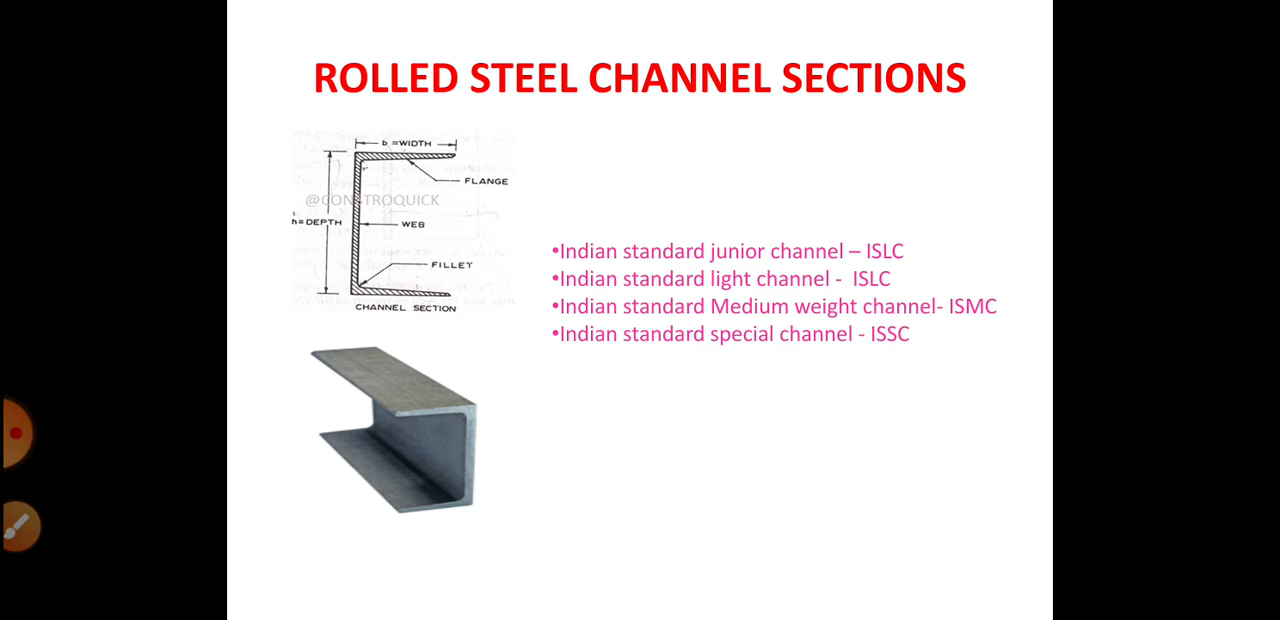 ROLLED STEEL CHANNEL SECTIONS
b = WIDTH
FLANGE
@CONSTROQUICK
h = DEPTH
WEB
FILLET
CHANNEL SECTION
•Indian standard junior channel – ISLC
•Indian standard light channel - ISLC
•Indian standard Medium weight channel- ISMC
•Indian standard special channel - ISSC